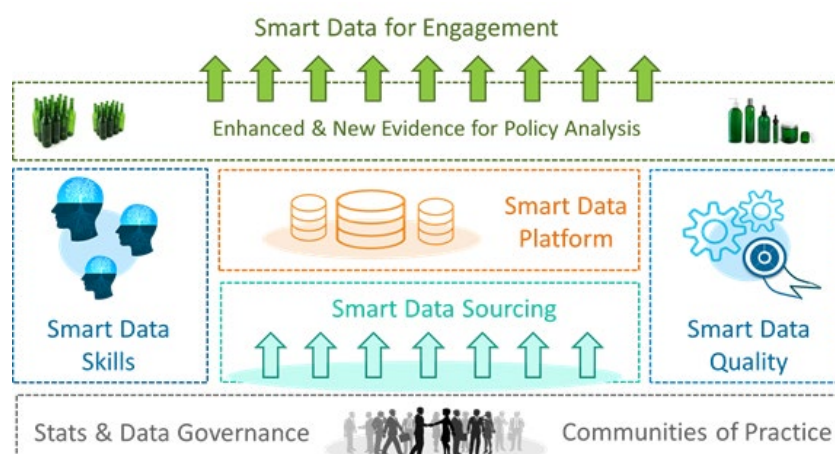 Smart Data for Engagement
Enhanced & New Evidence for Policy Analysis
Smart Data
Skills
Smart Data
Platform
Smart Data Sourcing
Smart Data
Quality
Stats & Data Governance
Communities of Practice